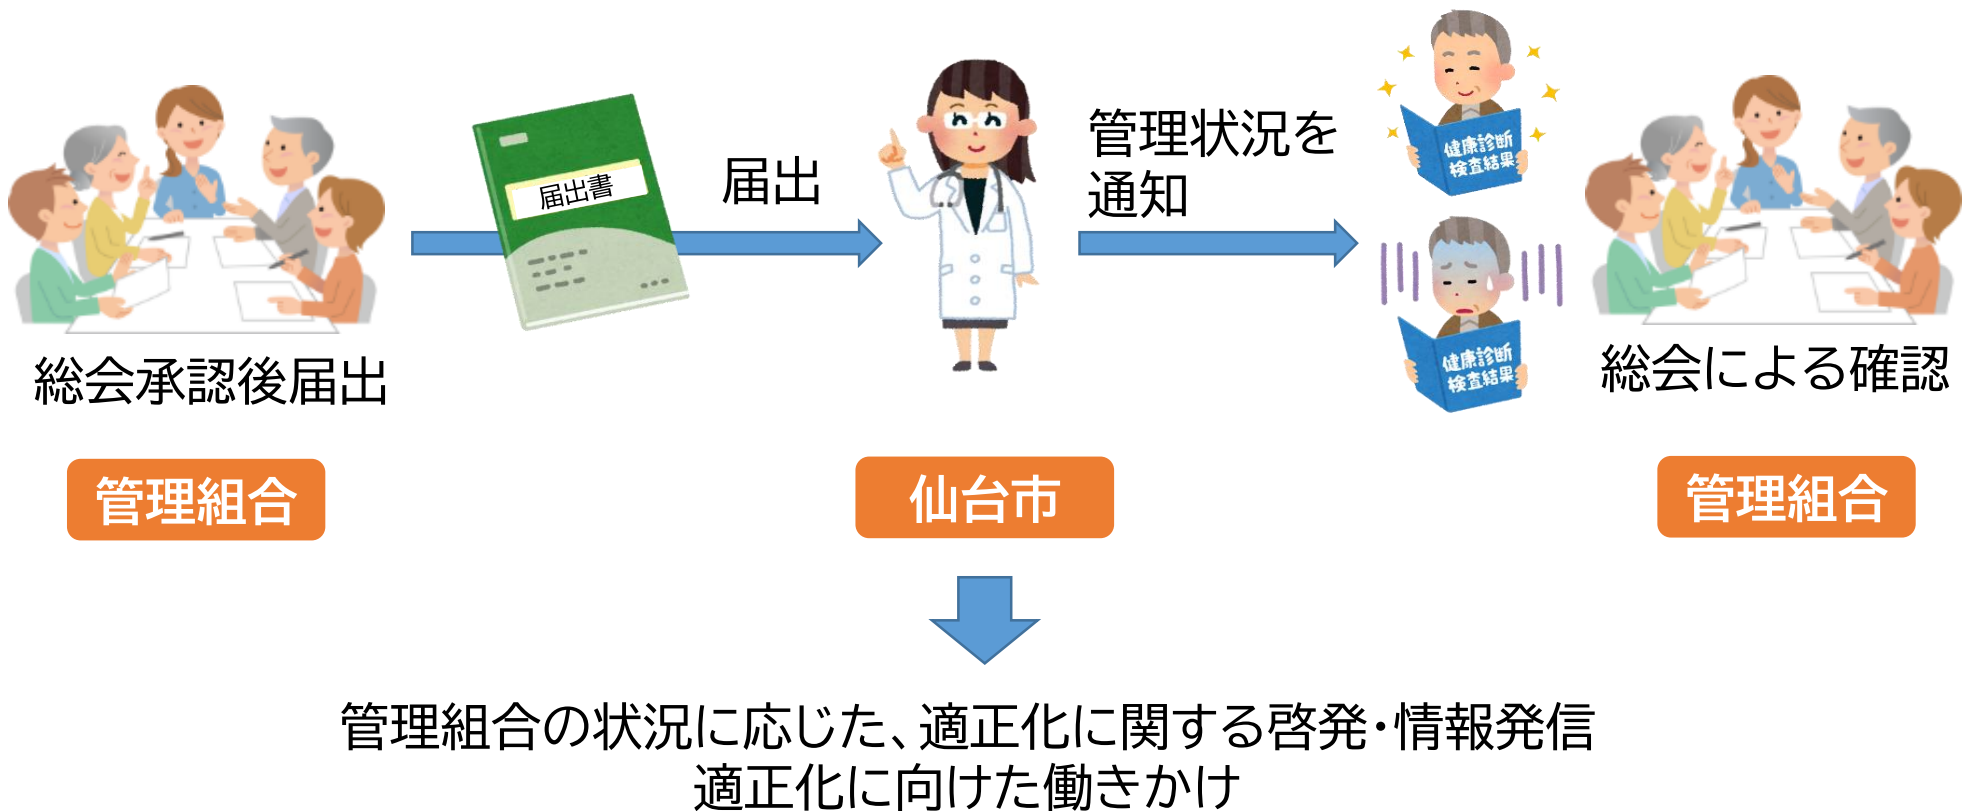 届出書
届出
管理状況を
通知
健康診断
検査結果
健康診断
検査結果
総会承認後届出
総会による確認
管理組合
仙台市
管理組合
管理組合の状況に応じた、適正化に関する啓発・情報発信
適正化に向けた働きかけ